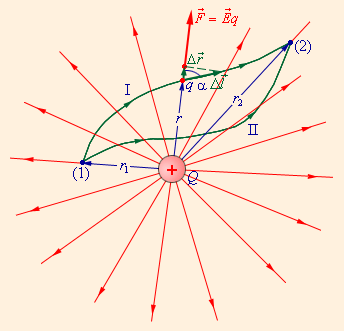 F⃗ = E⃗q
Δr⃗
(2)
I
q α Δl⃗
r₂
r
II
r₁
(1)
+
Q